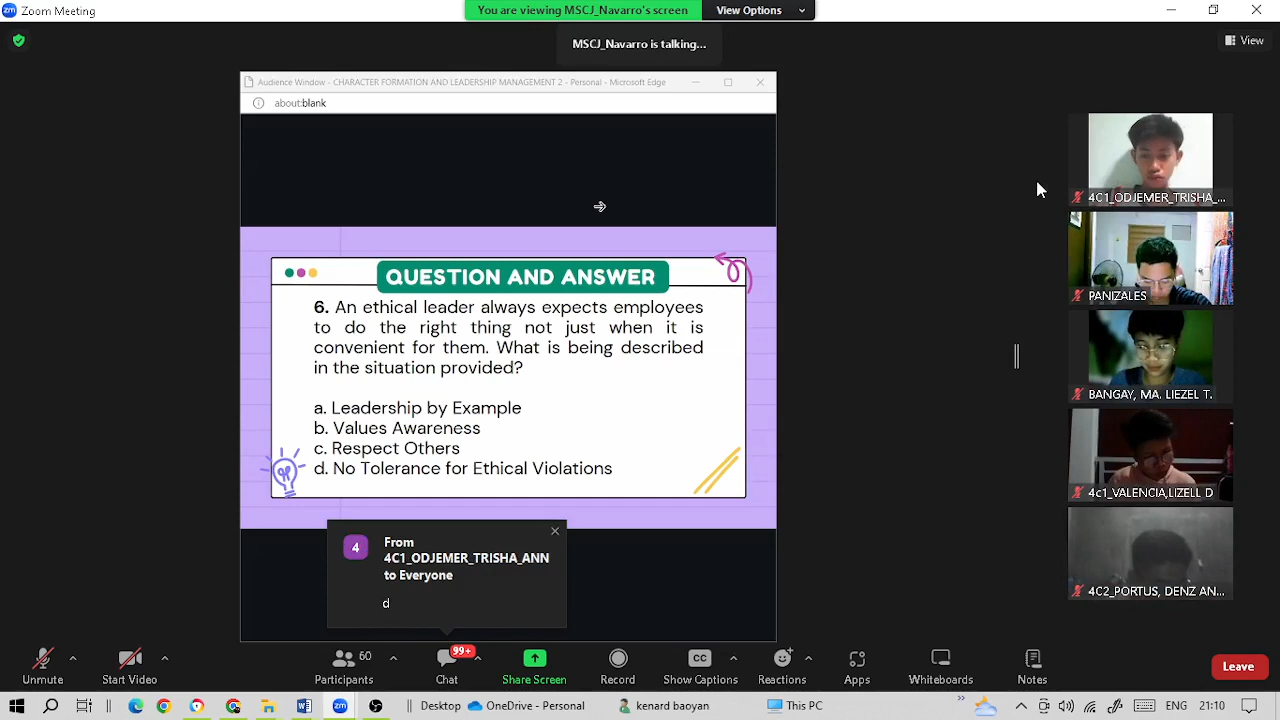 Zoom Meeting
You are viewing MSCJ_Navarro's screen
View Options
MSCJ_Navarro is talking...
View
Audience Window - CHARACTER FORMATION AND LEADERSHIP MANAGEMENT 2 - Personal - Microsoft Edge
about:blank
QUESTION AND ANSWER
6. An ethical leader always expects employees
to do the right thing not just when it is
convenient for them. What is being described
in the situation provided?
a. Leadership by Example
b. Values Awareness
c. Respect Others
d. No Tolerance for Ethical Violations
4
From
4C1_ODJEMER_TRISHA_ANN
to Everyone
d
4C1_ODJEMER_TRISHA_...
PANIZALES
BANGAY, MA. LIEZEL T.
4c1_VALENCIA,LIZELL D
4C2_PORTUS, DENZ AN...
Unmute
Start Video
60
Participants
99+
Chat
Share Screen
Record
CC
Show Captions
Reactions
Apps
Whiteboards
Notes
Leave
Desktop
OneDrive - Personal
kenard baoyan
This PC
ENG
21:10